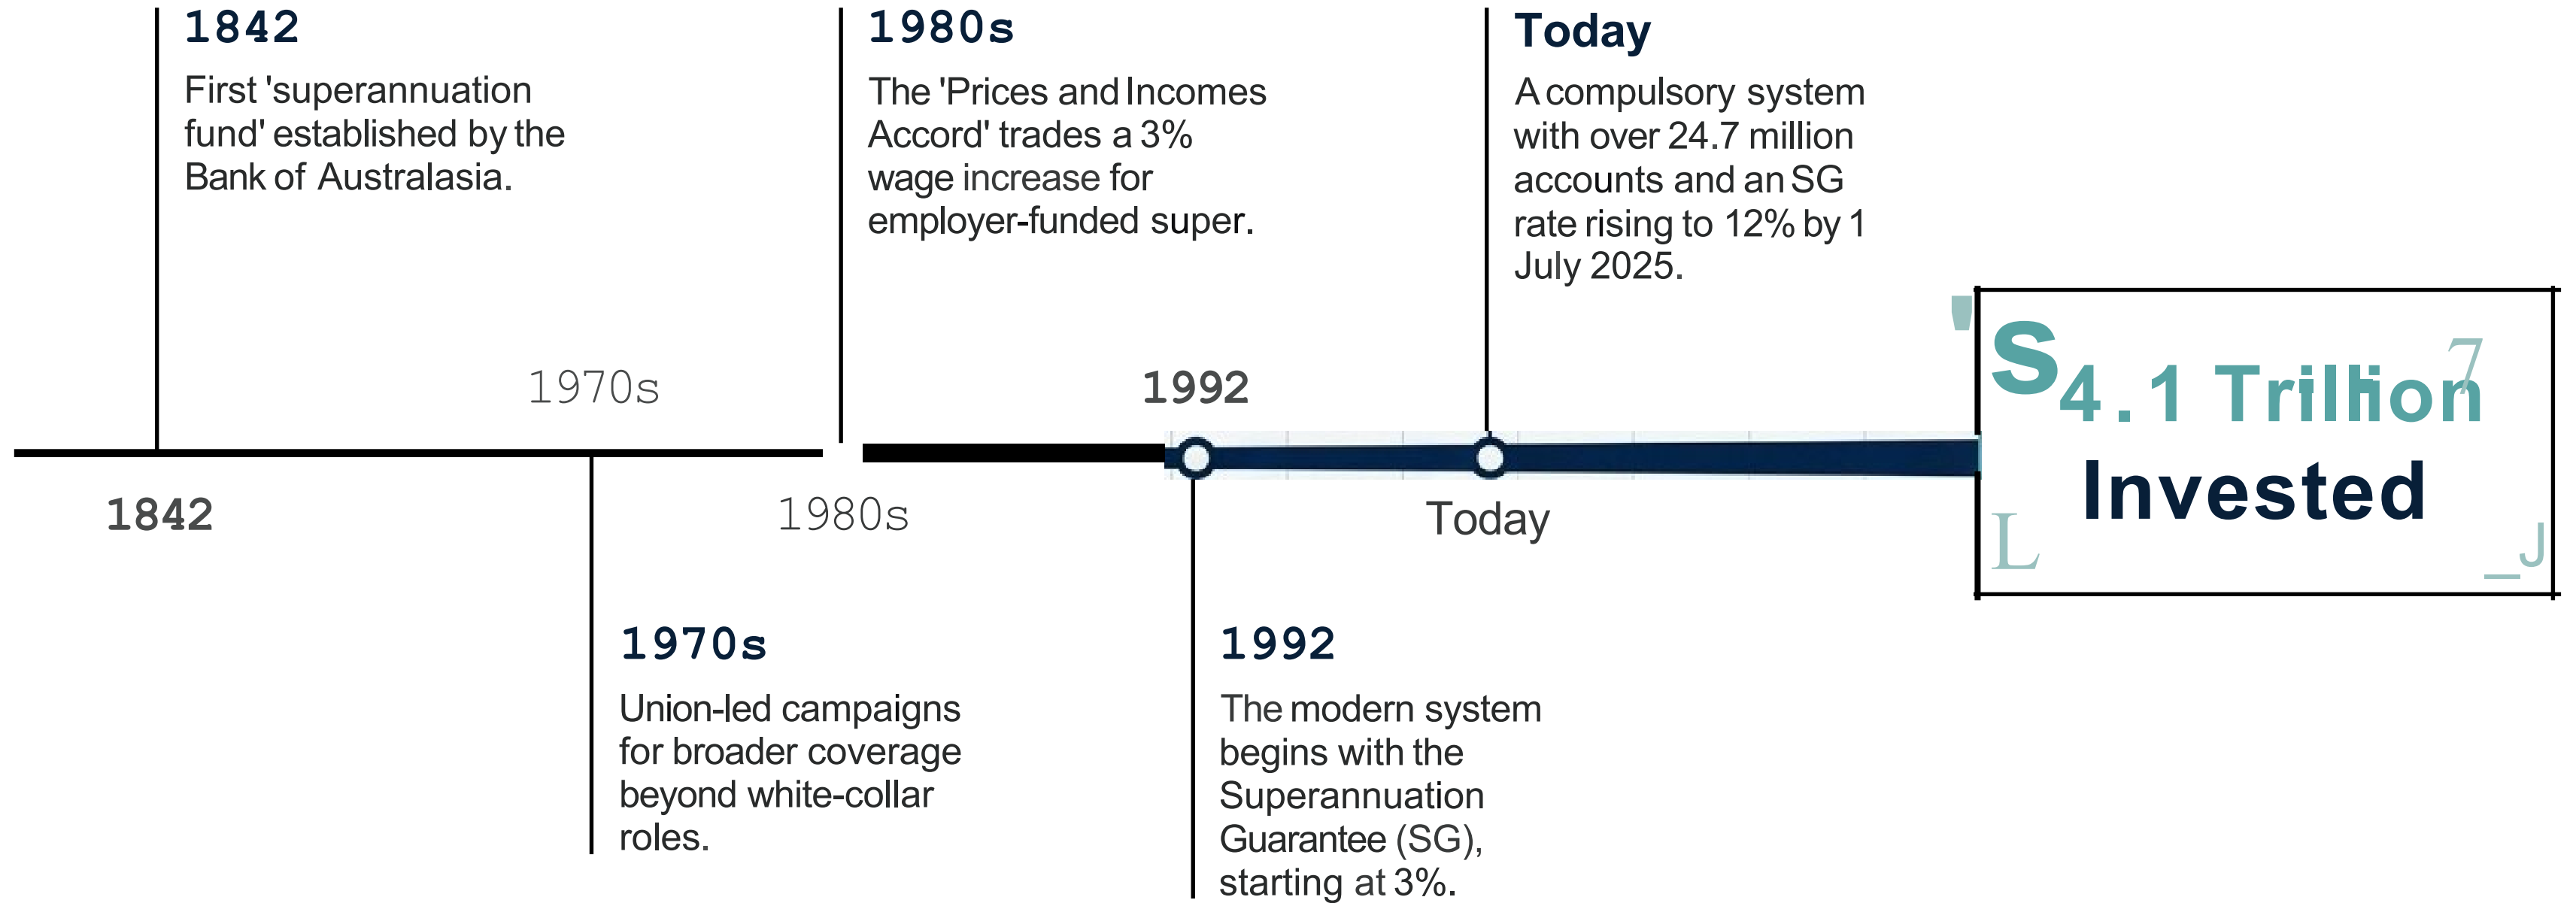 1842
First 'superannuation
fund' established by the
Bank of Australasia.
1980s
The 'Prices and Incomes
Accord' trades a 3%
wage increase for
employer-funded super.
Today
A compulsory system
with over 24.7 million
accounts and an SG
rate rising to 12% by 1
July 2025.
1970s
1992
1842
1980s
Today
'S4.1 Trillion 7
Invested
L _J
1970s
Union-led campaigns
for broader coverage
beyond white-collar
roles.
1992
The modern system
begins with the
Superannuation
Guarantee (SG),
starting at 3%.